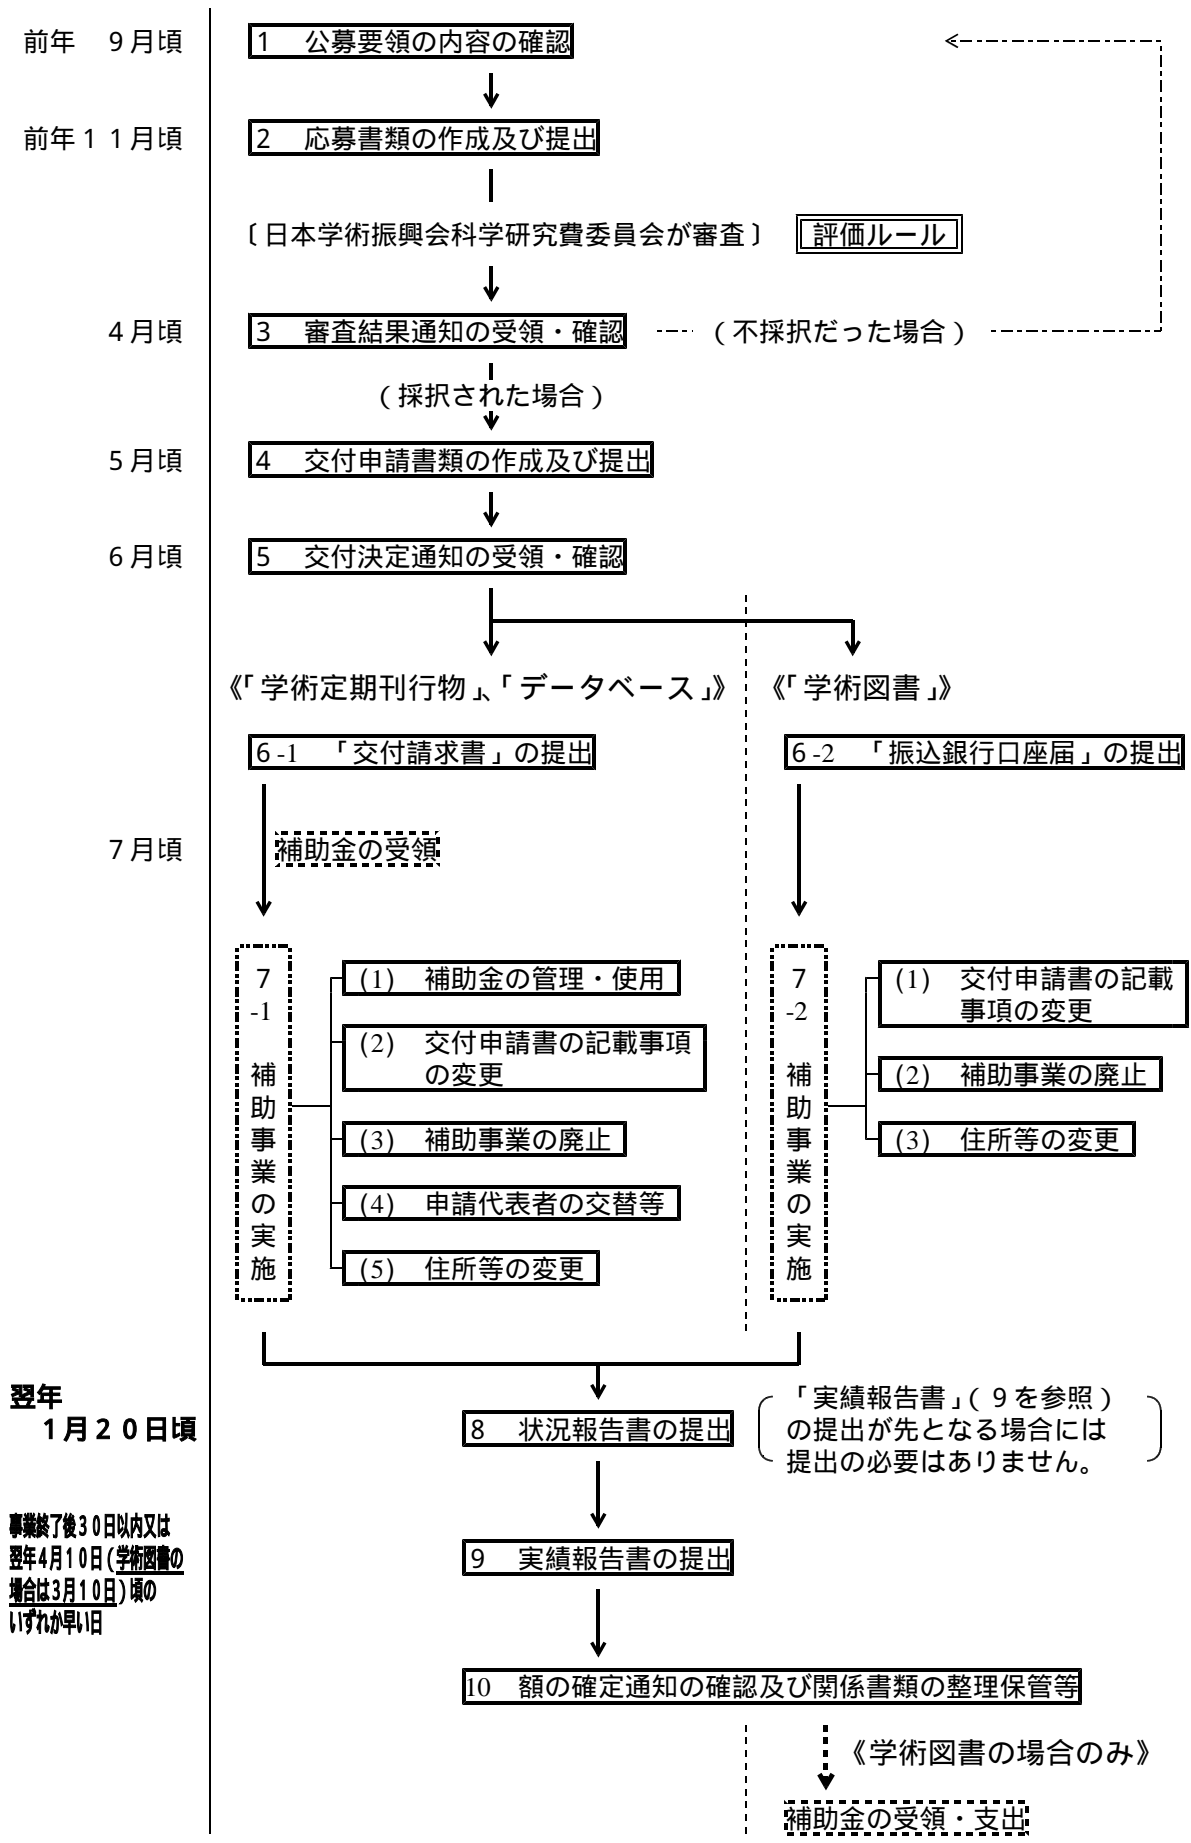 前年　９月頃
１　公募要領の内容の確認
前年１１月頃
２　応募書類の作成及び提出
〔日本学術振興会科学研究費委員会が審査〕　評価ルール
４月頃
３　審査結果通知の受領・確認　（不採択だった場合）
（採択された場合）
５月頃
４　交付申請書類の作成及び提出
６月頃
５　交付決定通知の受領・確認
《「学術定期刊行物」、「データベース」》
《「学術図書」》
６-1　「交付請求書」の提出
６-2　「振込銀行口座届」の提出
７月頃
補助金の受領
７-1　補助事業の実施
(1)　補助金の管理・使用
(2)　交付申請書の記載事項
の変更
(3)　補助事業の廃止
(4)　申請代表者の交替等
(5)　住所等の変更
７-2　補助事業の実施
(1)　交付申請書の記載
事項の変更
(2)　補助事業の廃止
(3)　住所等の変更
翌年
１月２０日頃
８　状況報告書の提出
「実績報告書」（９を参照）
の提出が先となる場合には
提出の必要はありません。
事業終了後３０日以内又は
翌年４月１０日（学術図書の
場合は３月１０日）頃の
いずれか早い日
９　実績報告書の提出
10　額の確定通知の確認及び関係書類の整理保管等
《学術図書の場合のみ》
補助金の受領・支出